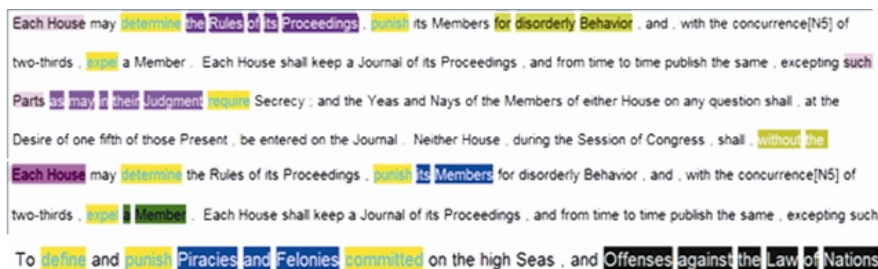 Each House may determine the Rules of its Proceedings , punish its Members for disorderly Behavior , and , with the concurrence[N5] of
two-thirds , expel a Member . Each House shall keep a Journal of its Proceedings , and from time to time publish the same , excepting such
Parts as may in their Judgment require Secrecy ; and the Yeas and Nays of the Members of either House on any question shall , at the
Desire of one fifth of those Present , be entered on the Journal . Neither House , during the Session of Congress , shall , without the
Each House may determine the Rules of its Proceedings , punish its Members for disorderly Behavior , and , with the concurrence[N5] of
two-thirds , expel a Member . Each House shall keep a Journal of its Proceedings , and from time to time publish the same , excepting such
To define and punish Piracies and Felonies committed on the high Seas , and Offenses against the Law of Nations